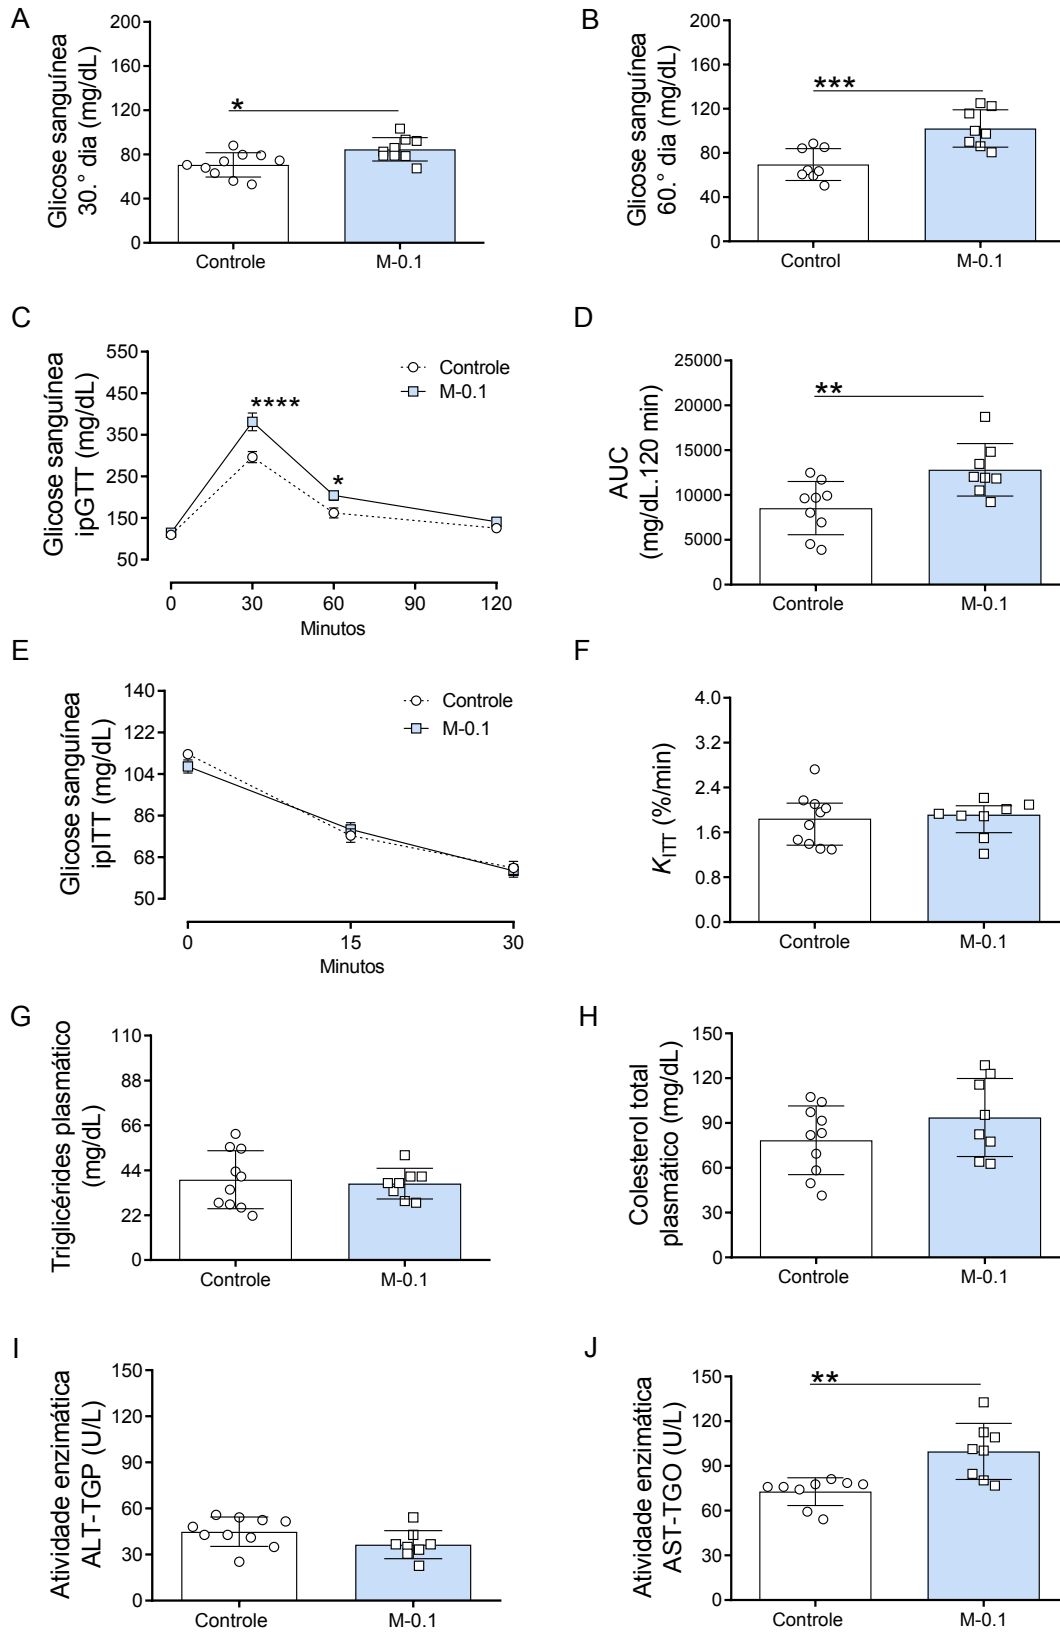 A
Glicose sanguínea
30.° dia (mg/dL)
200
160
120
80
40
0
*
Controle
M-0.1
B
Glicose sanguínea
60.° dia (mg/dL)
200
160
120
80
40
0
***
Control
M-0.1
C
Glicose sanguínea
ipGTT (mg/dL)
550
450
350
250
150
50
****
*
Controle
M-0.1
0
30
60
90
120
Minutos
D
AUC
(mg/dL.120 min)
25000
20000
15000
10000
5000
0
**
Controle
M-0.1
E
Glicose sanguínea
ipITT (mg/dL)
140
122
104
86
68
50
Controle
M-0.1
0
15
30
Minutos
F
KITT (%/min)
4.0
3.2
2.4
1.6
0.8
0.0
Controle
M-0.1
G
Triglicérides plasmático
(mg/dL)
110
88
66
44
22
0
Controle
M-0.1
H
Colesterol total
plasmático (mg/dL)
150
120
90
60
30
0
Controle
M-0.1
I
Atividade enzimática
ALT-TGP (U/L)
150
120
90
60
30
0
Controle
M-0.1
J
Atividade enzimática
AST-TGO (U/L)
150
120
90
60
30
0
**
Controle
M-0.1